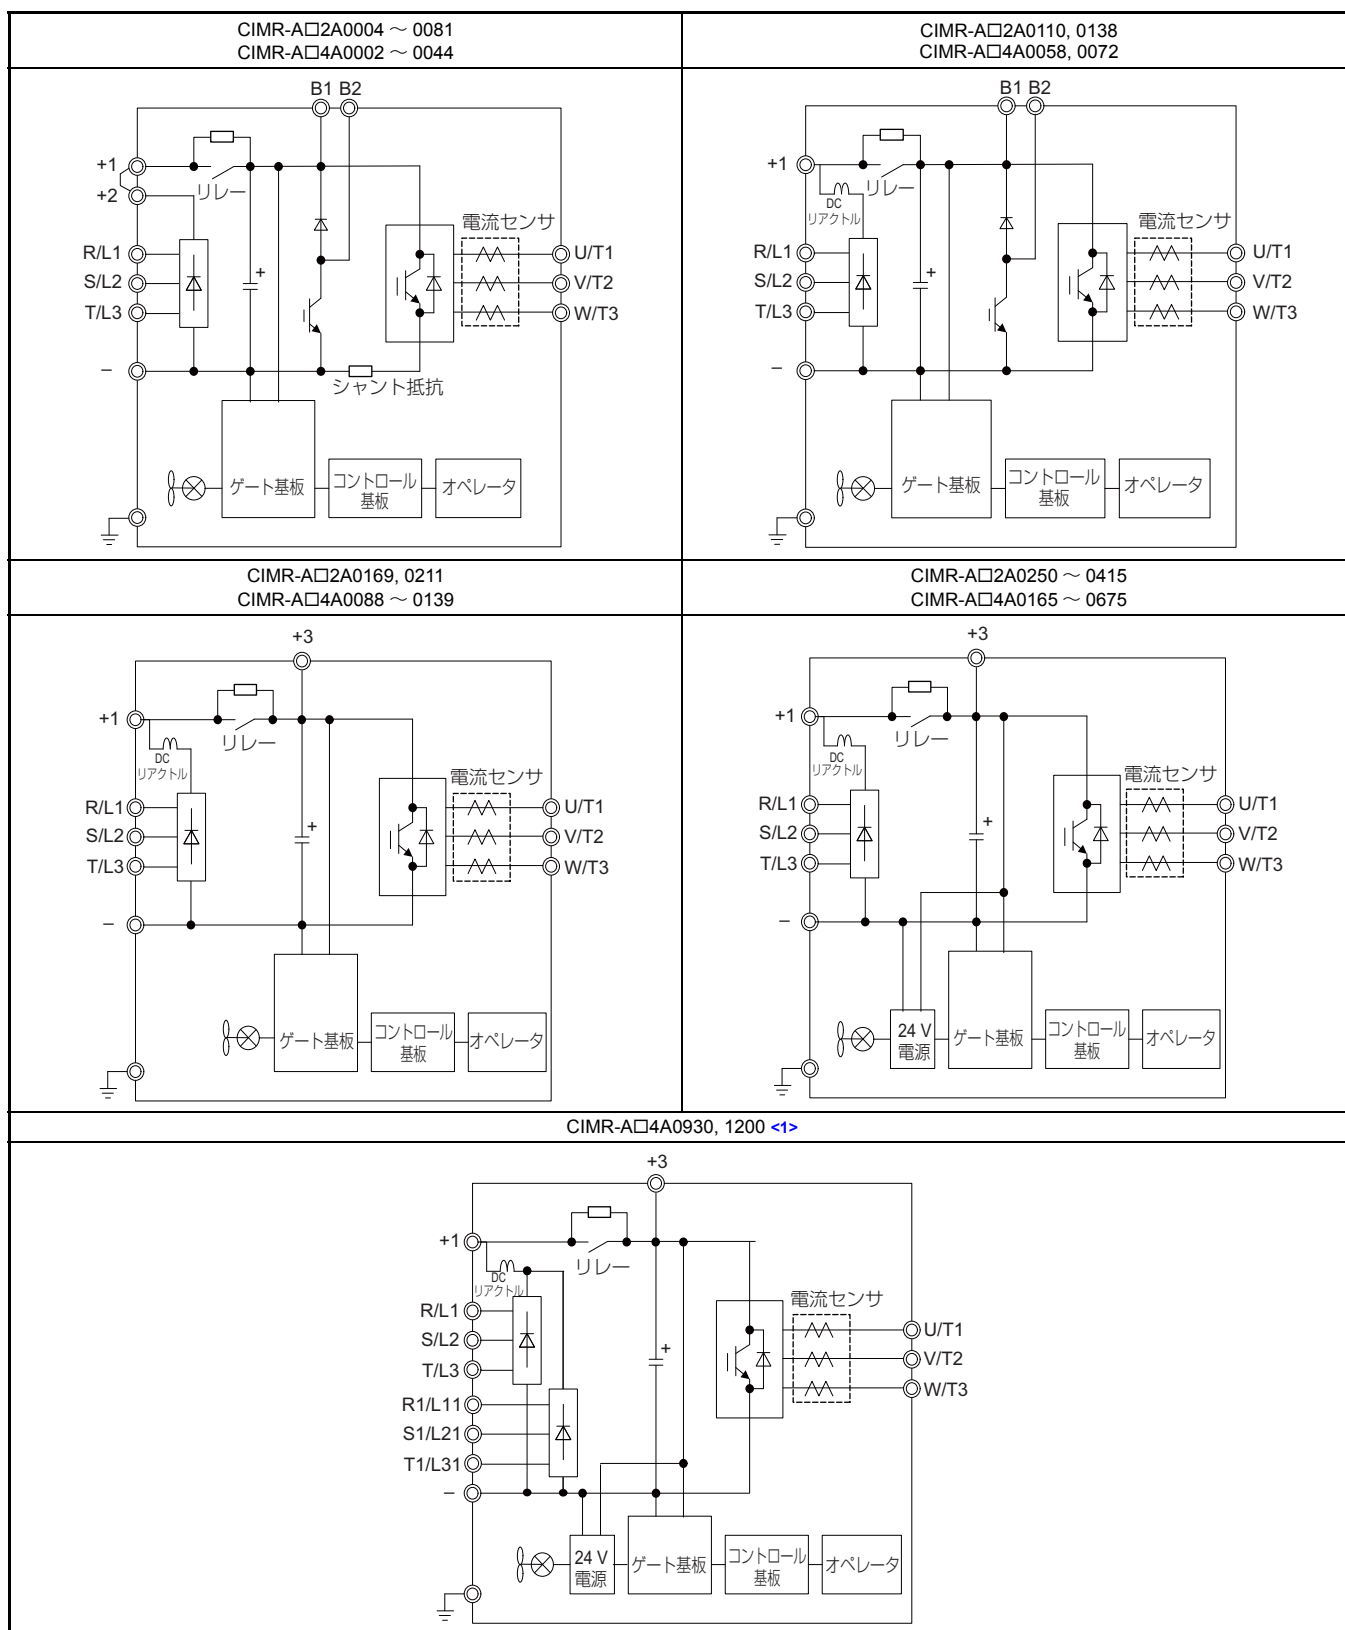 CIMR-A□2A0004 ～ 0081
CIMR-A□4A0002 ～ 0044
B1 B2
+1
+2
リレー
電流センサ
R/L1
S/L2
T/L3
+
U/T1
V/T2
W/T3
−
シャント抵抗
ゲート基板
コントロール
基板
オペレータ
CIMR-A□2A0110, 0138
CIMR-A□4A0058, 0072
B1 B2
+1
リレー
DC
リアクトル
電流センサ
R/L1
S/L2
T/L3
+
U/T1
V/T2
W/T3
−
ゲート基板
コントロール
基板
オペレータ
CIMR-A□2A0169, 0211
CIMR-A□4A0088 ～ 0139
+3
+1
リレー
DC
リアクトル
電流センサ
R/L1
S/L2
T/L3
+
U/T1
V/T2
W/T3
−
ゲート基板
コントロール
基板
オペレータ
CIMR-A□2A0250 ～ 0415
CIMR-A□4A0165 ～ 0675
+3
+1
リレー
DC
リアクトル
電流センサ
R/L1
S/L2
T/L3
+
U/T1
V/T2
W/T3
−
24 V
電源
ゲート基板
コントロール
基板
オペレータ
CIMR-A□4A0930, 1200 <1>
+3
+1
リレー
DC
リアクトル
電流センサ
R/L1
S/L2
T/L3
R1/L11
S1/L21
T1/L31
+
U/T1
V/T2
W/T3
−
24 V
電源
ゲート基板
コントロール
基板
オペレータ